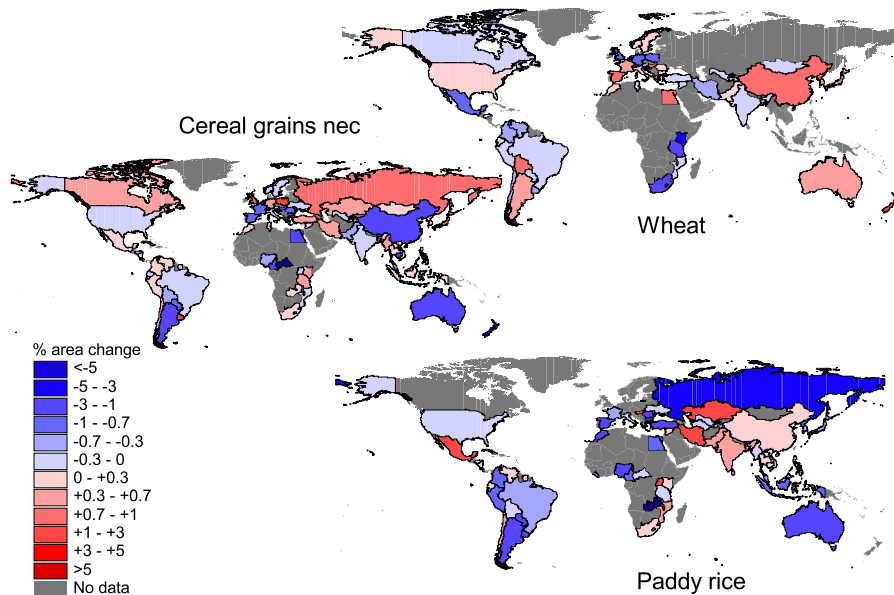 Cereal grains nec
Wheat
% area change
<-5
-5 - -3
-3 - -1
-1 - -0.7
-0.7 - -0.3
-0.3 - 0
0 - +0.3
+0.3 - +0.7
+0.7 - +1
+1 - +3
+3 - +5
>5
No data
Paddy rice